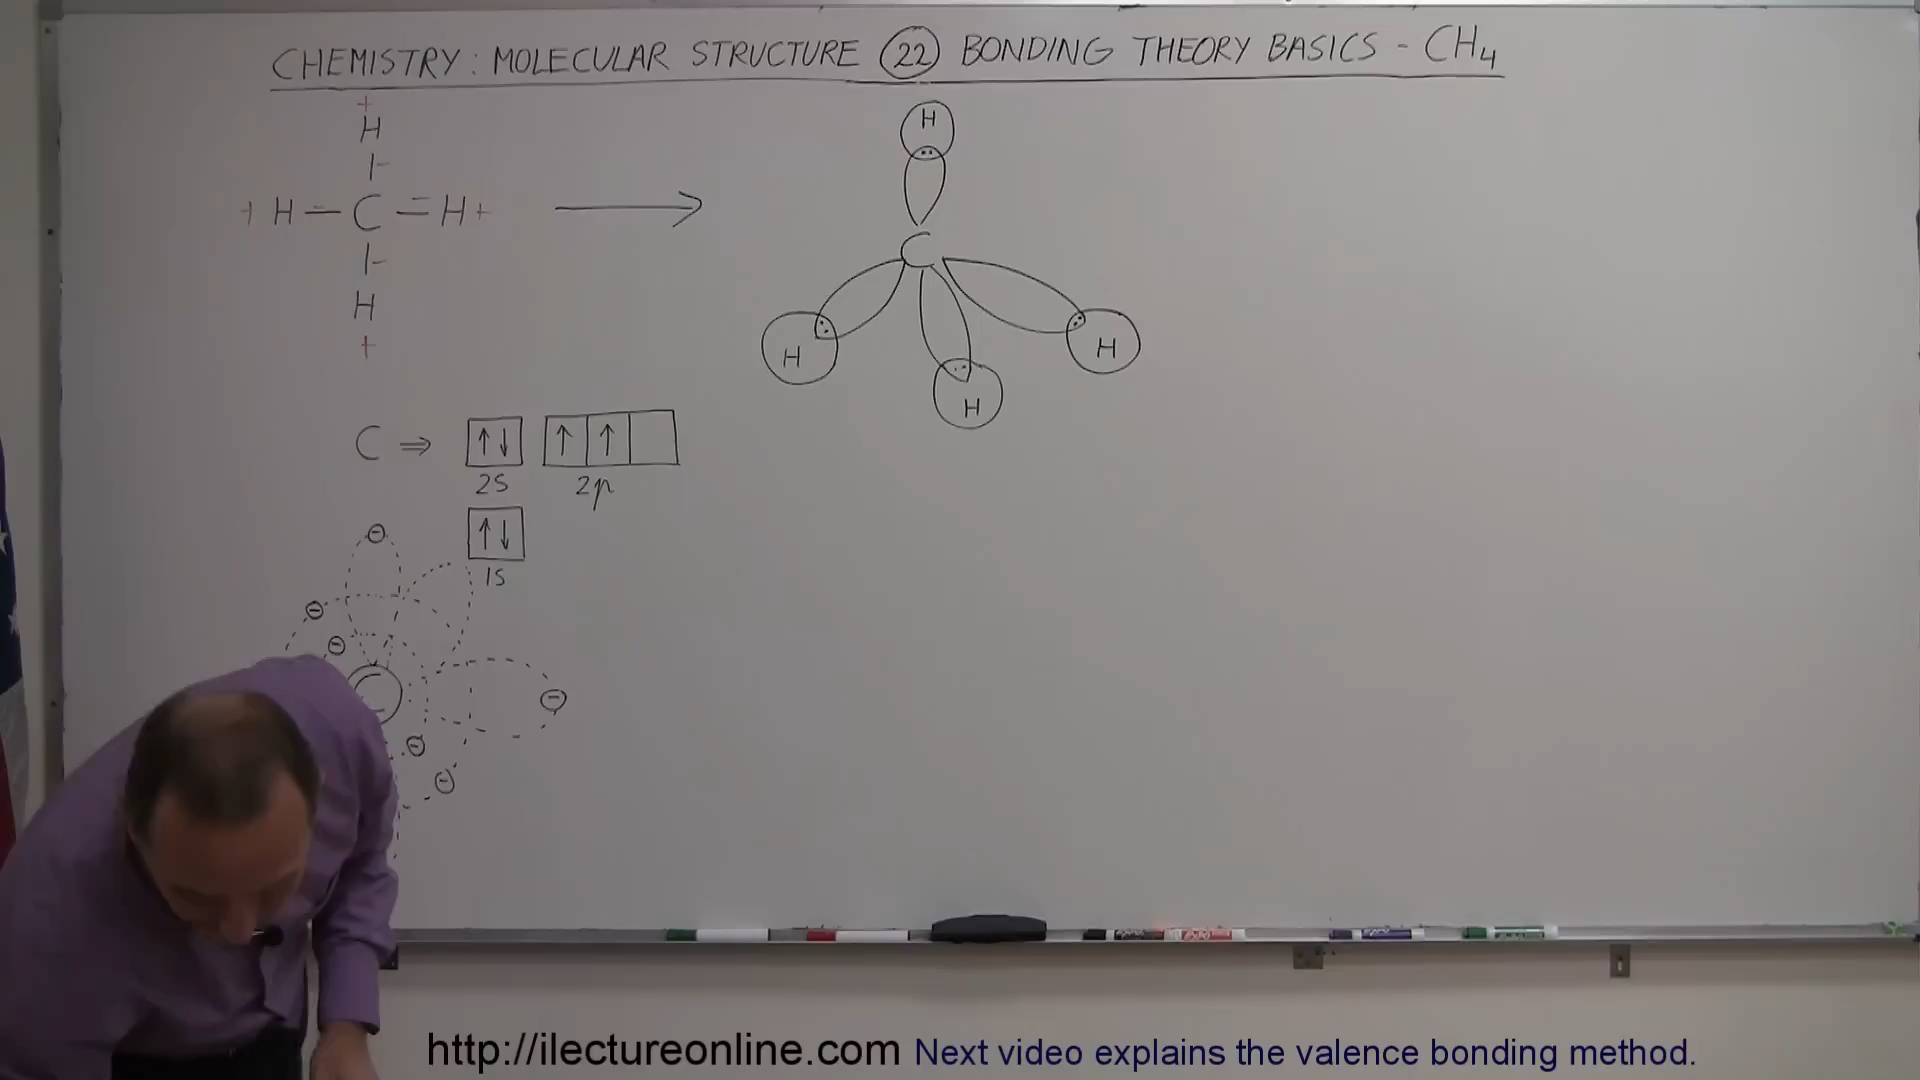 CHEMISTRY: MOLECULAR STRUCTURE 22 BONDING THEORY BASICS - CH4
+
H
-
+ H - C - H +
-
H
+
H
C
H
H
H
C ⇒ ↑↓ ↑ ↑
2s 2p
↑↓
1s
C
http://ilectureonline.com Next video explains the valence bonding method.